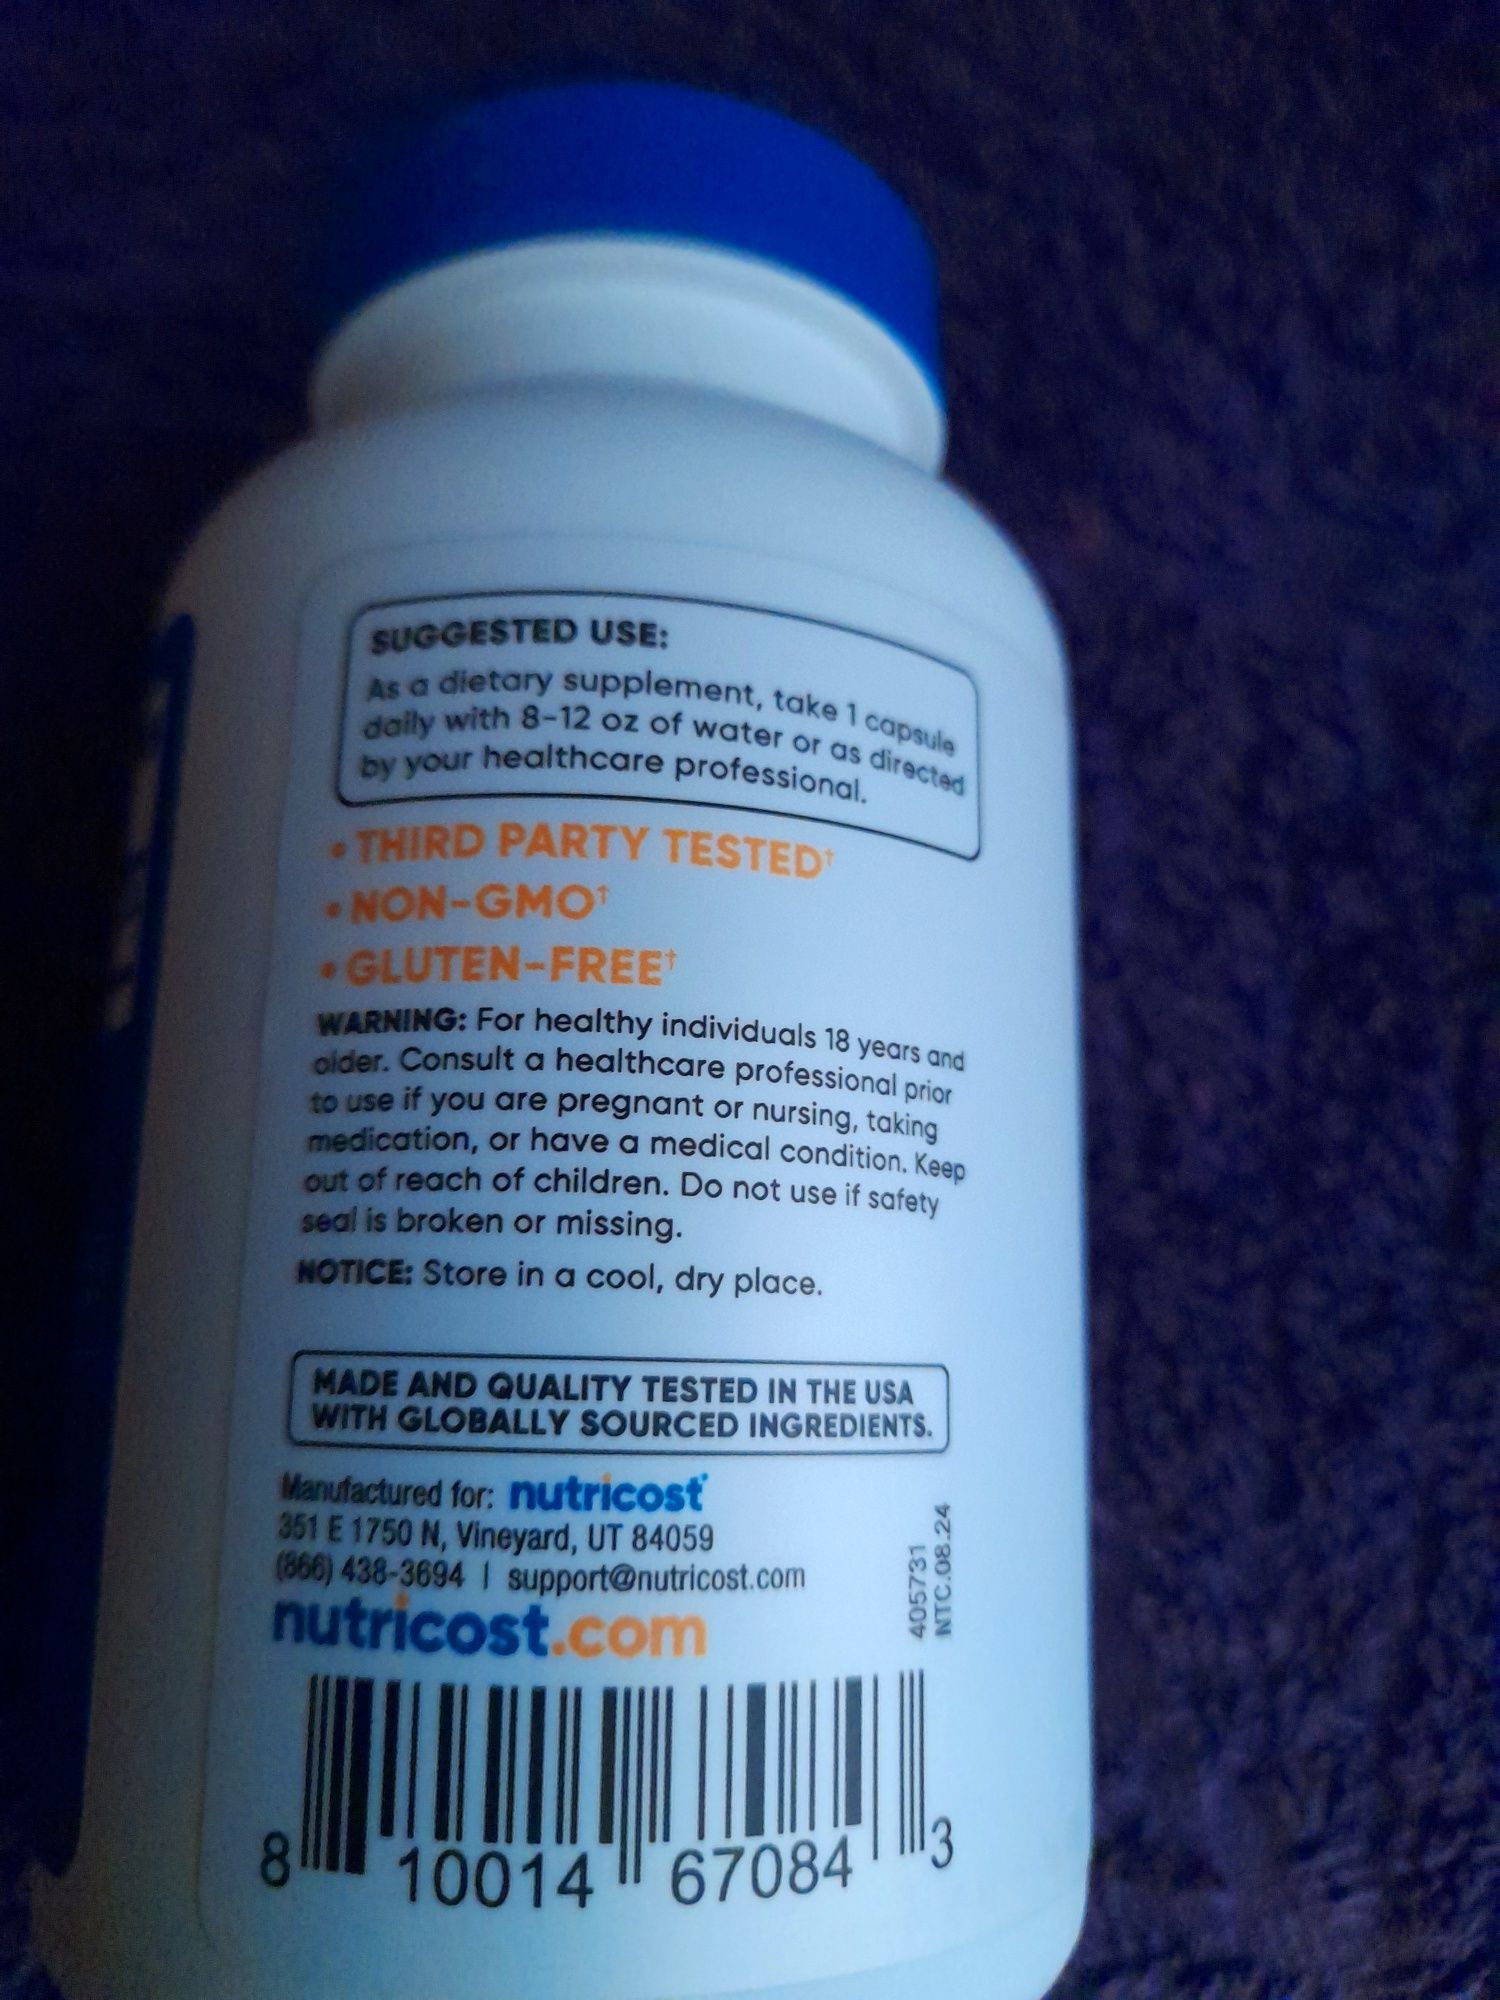 SUGGESTED USE:
As a dietary supplement, take 1 capsule
daily with 8-12 oz of water or as directed
by your healthcare professional.
• THIRD PARTY TESTED†
• NON-GMO†
• GLUTEN-FREE†
WARNING: For healthy individuals 18 years and
older. Consult a healthcare professional prior
to use if you are pregnant or nursing, taking
medication, or have a medical condition. Keep
out of reach of children. Do not use if safety
seal is broken or missing.
NOTICE: Store in a cool, dry place.
MADE AND QUALITY TESTED IN THE USA
WITH GLOBALLY SOURCED INGREDIENTS.
Manufactured for: nutricost
351 E 1750 N, Vineyard, UT 84059
(866) 438-3694 | support@nutricost.com
nutricost.com
405731
NTC.08.24
8 10014 67084 3